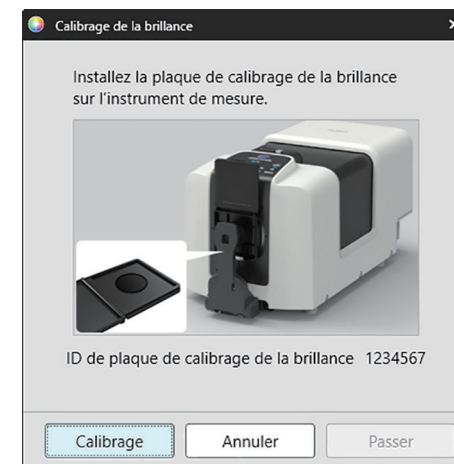 Calibrage de la brillance
Installez la plaque de calibrage de la brillance
sur l'instrument de mesure.
ID de plaque de calibrage de la brillance 1234567
Calibrage Annuler Passer